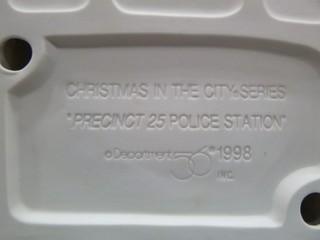 CHRISTMAS IN THE CITY® SERIES
"PRECINCT 25 POLICE STATION"
©Department 56® 1998
INC.